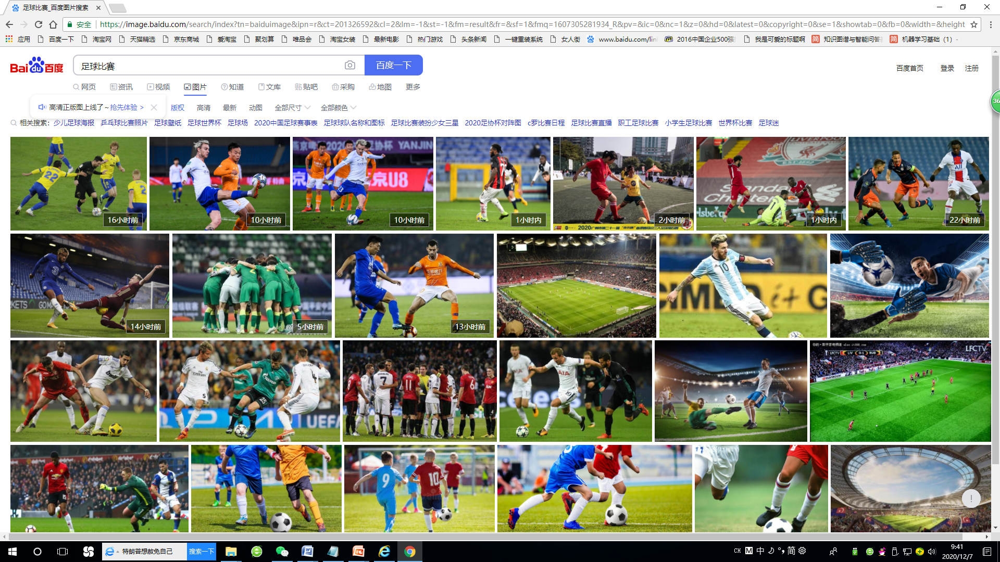 足球比赛_百度图片搜索
安全 https://image.baidu.com/search/index?tn=baiduimage&ipn=r&ct=201326592&cl=2&lm=-1&st=-1&fm=result&fr=&sf=1&fmq=1607305281934_R&pv=&ic=0&nc=1&z=0&hd=0&latest=0&copyright=0&se=1&showtab=0&fb=0&width=&height
应用 百度一下 淘宝网 天猫精选 京东商城 爱淘宝 聚划算 唯品会 淘宝女装 最新电影 热门游戏 头条新闻 一键重装系统 女人街 www.baidu.com/lin 2016中国企业500强 我是可爱的标题啊 简 知识图谱与智能问答 简 机器学习基础（1）-
Bai du 百度 足球比赛 百度一下
百度首页 登录 注册
网页 资讯 视频 图片 知道 文库 贴吧 采购 地图 更多
高清正版图上线了~抢先体验 > 版权 高清 最新 动图 全部尺寸 全部颜色
相关搜索: 少儿足球海报 乒乓球比赛照片 足球壁纸 足球世界杯 足球场 2020中国足球赛事表 足球球队名称和图标 足球比赛装扮少女三星 2020足协杯对阵图 c罗比赛日程 足球比赛直播 职工足球比赛 小学生足球比赛 世界杯比赛 足球迷
16小时前 10小时前 10小时前 1小时内 2小时前 1小时内 22小时前
14小时前 5小时前 13小时前
LFCTV
9:41
特朗普想赦免自己 搜索一下
CH M 中 简
2020/12/7